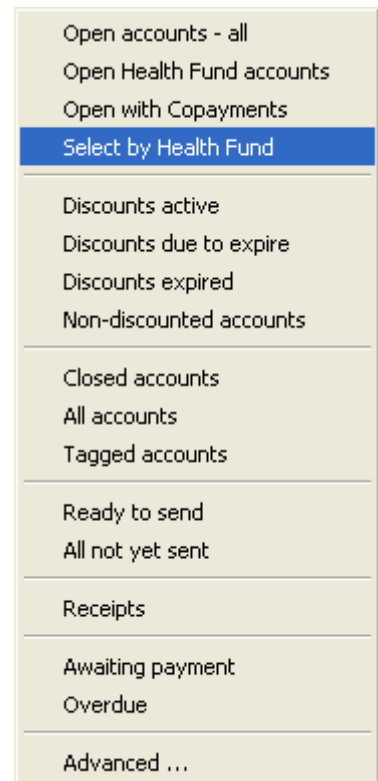 Open accounts - all
Open Health Fund accounts
Open with Copayments
Select by Health Fund
Discounts active
Discounts due to expire
Discounts expired
Non-discounted accounts
Closed accounts
All accounts
Tagged accounts
Ready to send
All not yet sent
Receipts
Awaiting payment
Overdue
Advanced ...